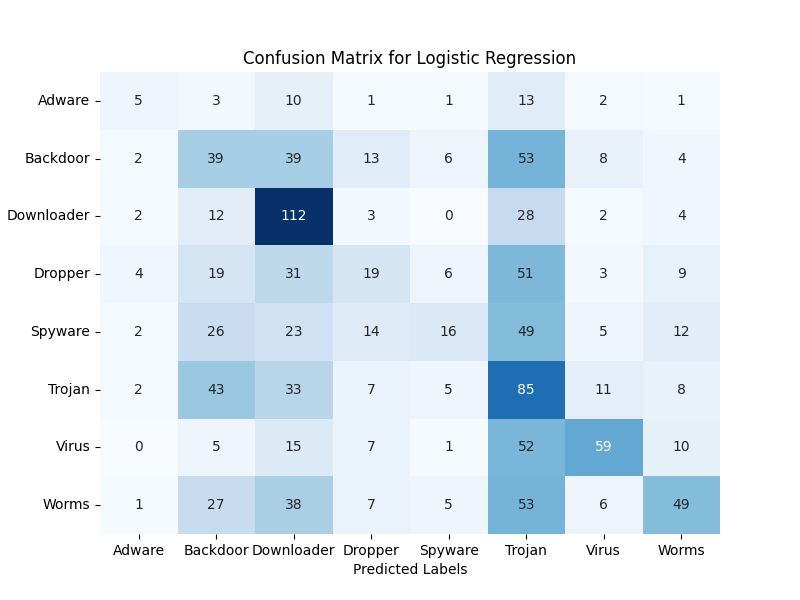 Confusion Matrix for Logistic Regression
Adware 5 3 10 1 1 13 2 1
Backdoor 2 39 39 13 6 53 8 4
Downloader 2 12 112 3 0 28 2 4
Dropper 4 19 31 19 6 51 3 9
Spyware 2 26 23 14 16 49 5 12
Trojan 2 43 33 7 5 85 11 8
Virus 0 5 15 7 1 52 59 10
Worms 1 27 38 7 5 53 6 49
Adware Backdoor Downloader Dropper Spyware Trojan Virus Worms
Predicted Labels